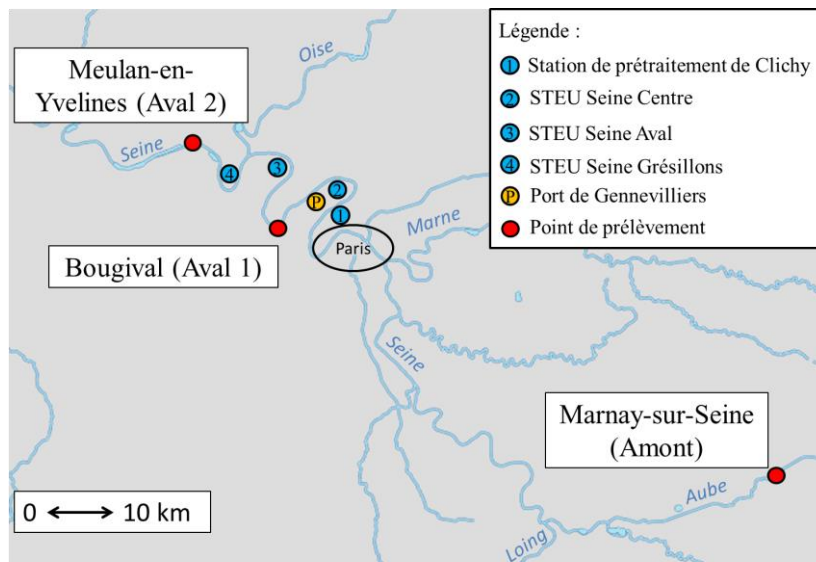 Légende :
1 Station de prétraitement de Clichy
2 STEU Seine Centre
3 STEU Seine Aval
4 STEU Seine Grésillons
P Port de Gennevilliers
Point de prélèvement
Meulan-en-
Yvelines (Aval 2)
Oise
Seine
4
3
2
P
1
Marne
Paris
Bougival (Aval 1)
Seine
Marnay-sur-Seine
(Amont)
Aube
0 10 km
Loing